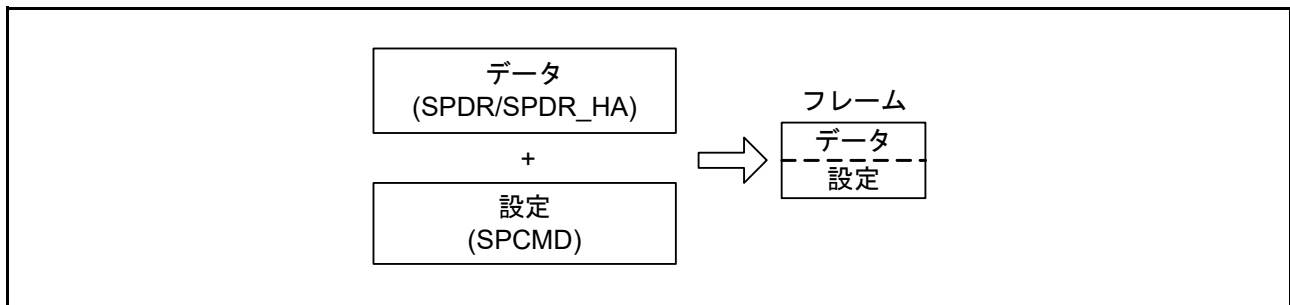 データ
(SPDR/SPDR_HA)
+
設定
(SPCMD)
フレーム
データ
設定